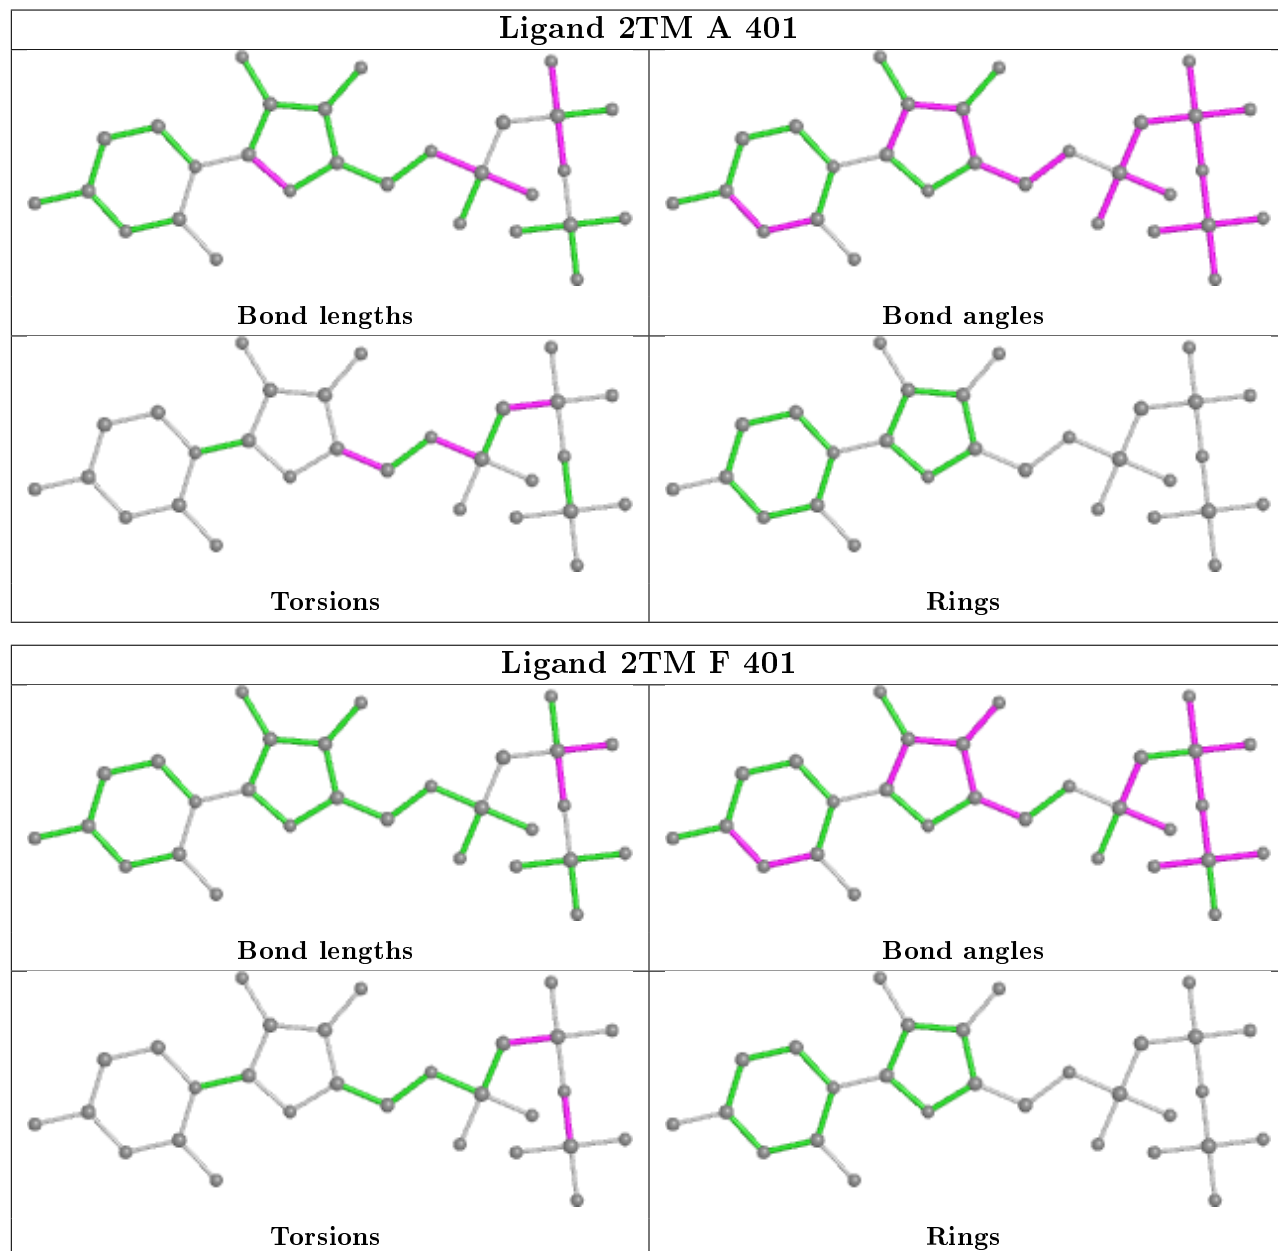 Ligand 2TM A 401
Bond lengths
Bond angles
Torsions
Rings
Ligand 2TM F 401
Bond lengths
Bond angles
Torsions
Rings